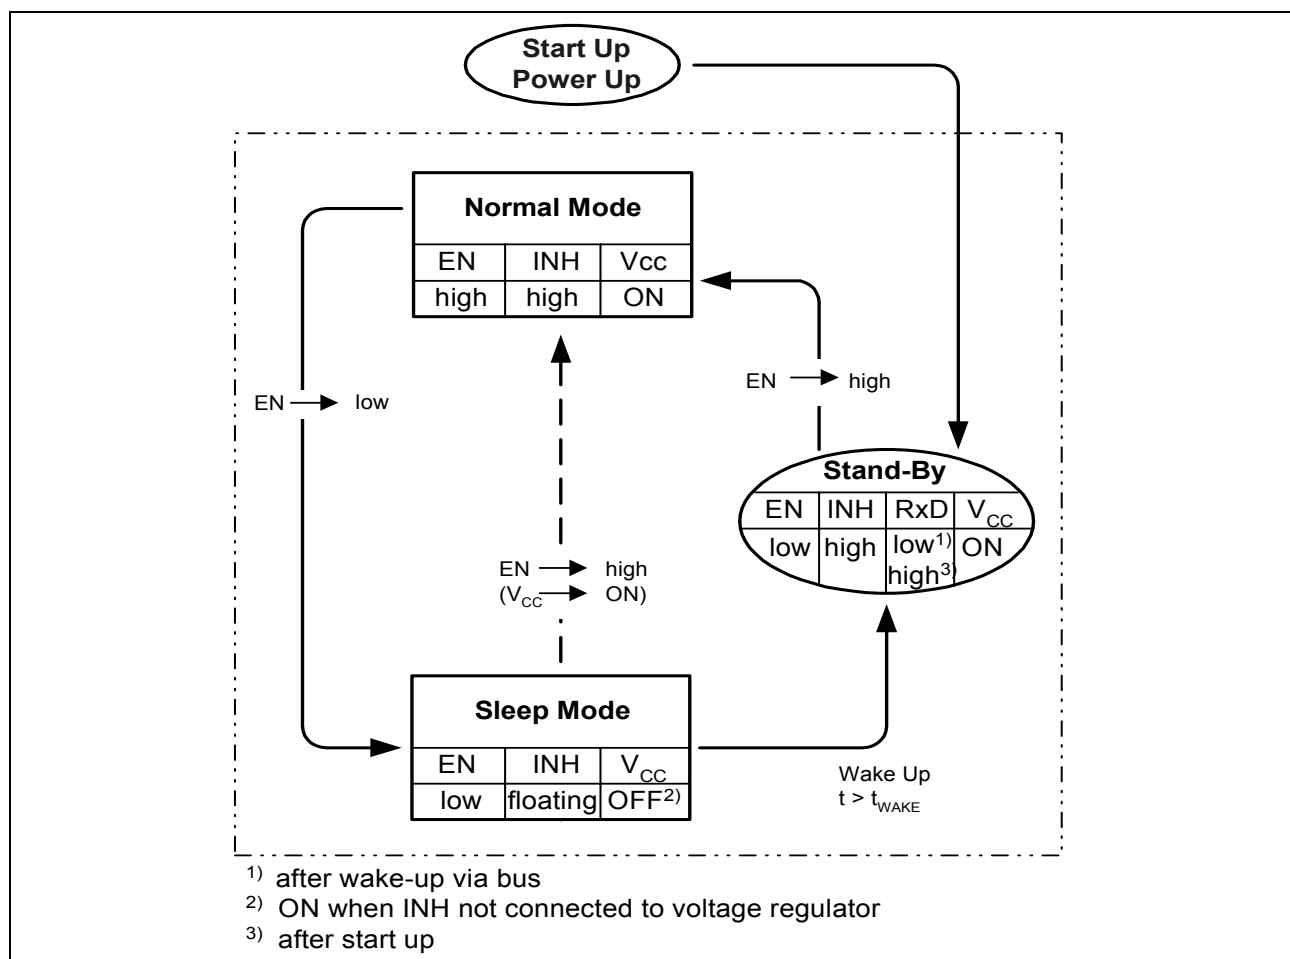 Start Up
Power Up
Normal Mode
EN INH Vcc
high high ON
EN → low
EN → high
Stand-By
EN INH RxD VCC
low high low1) ON
high3)
EN → high
(VCC → ON)
Sleep Mode
EN INH VCC
low floating OFF2)
Wake Up
t > tWAKE
1) after wake-up via bus
2) ON when INH not connected to voltage regulator
3) after start up